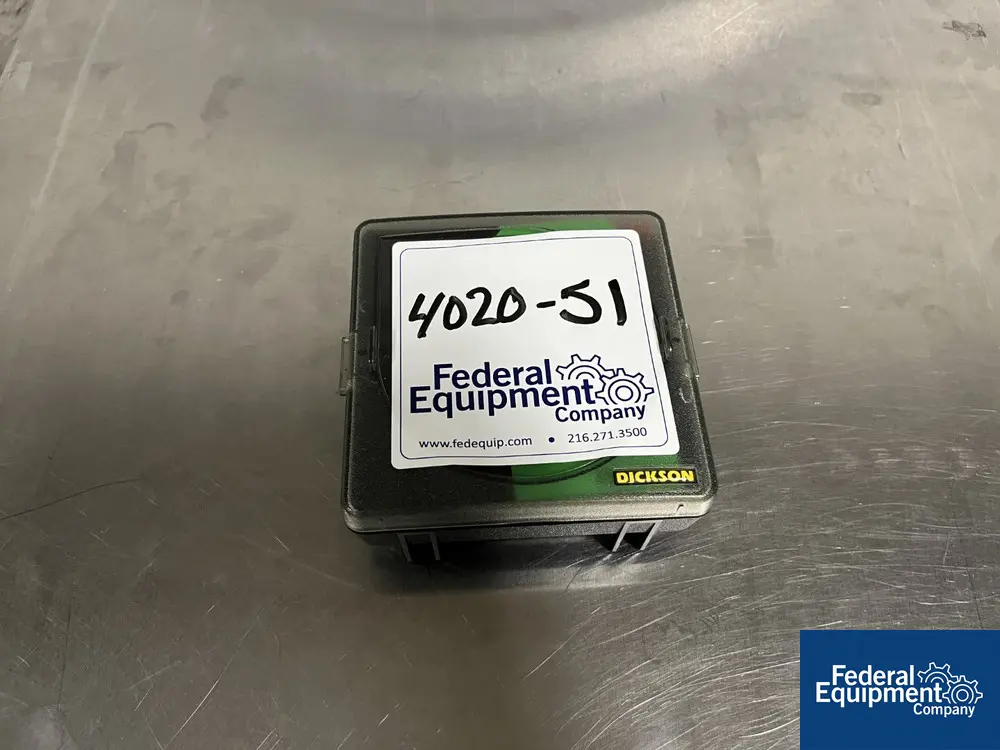 4020-51
Federal
Equipment
Company
www.fedequip.com • 216.271.3500
DICKSON
Federal
Equipment
Company